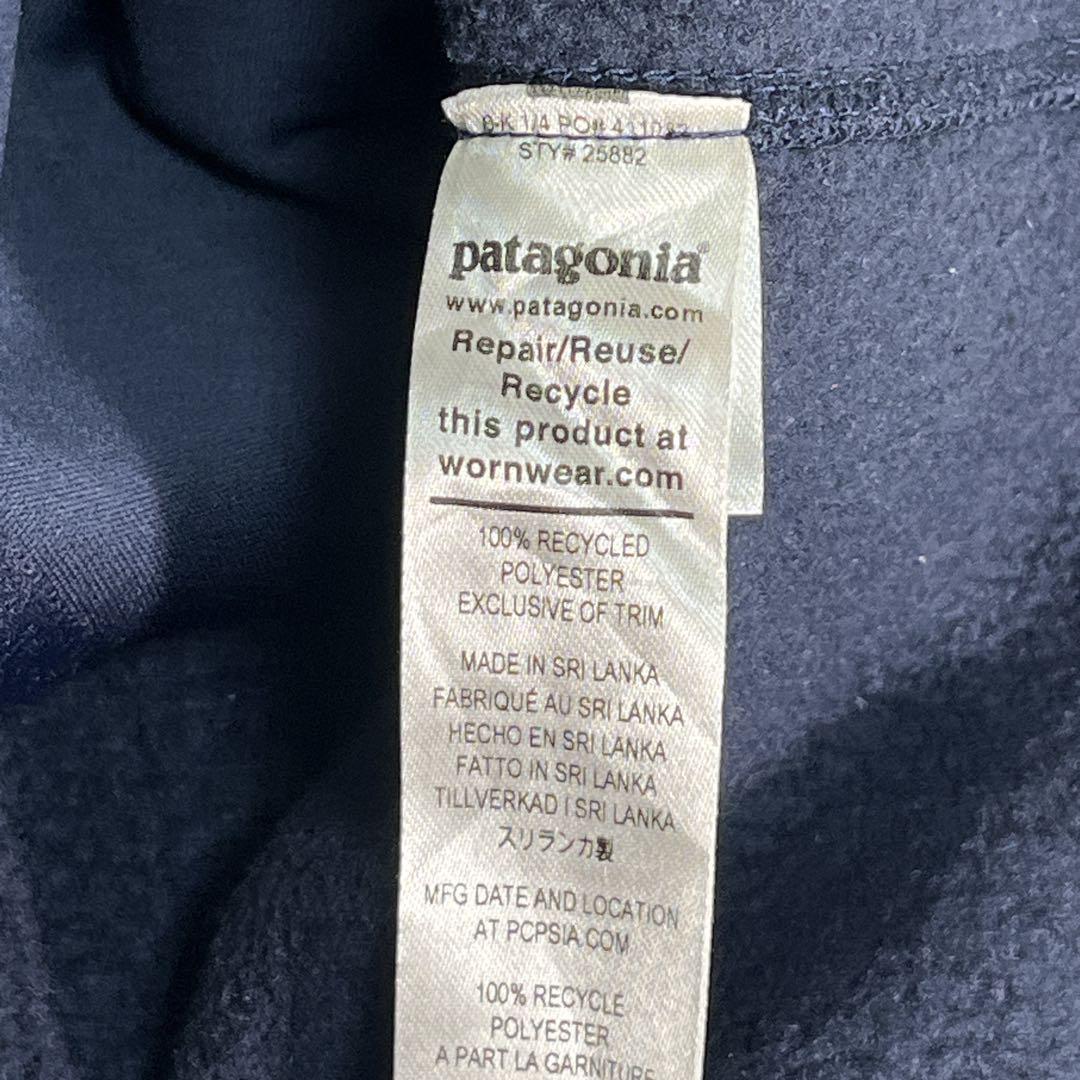 STY# 25882
patagonia®
www.patagonia.com
Repair/Reuse/
Recycle
this product at
wornwear.com
100% RECYCLED
POLYESTER
EXCLUSIVE OF TRIM
MADE IN SRI LANKA
FABRIQUÉ AU SRI LANKA
HECHO EN SRI LANKA
FATTO IN SRI LANKA
TILLVERKAD I SRI LANKA
スリランカ製
MFG DATE AND LOCATION
AT PCPSIA.COM
100% RECYCLE
POLYESTER
A PART LA GARNITURE